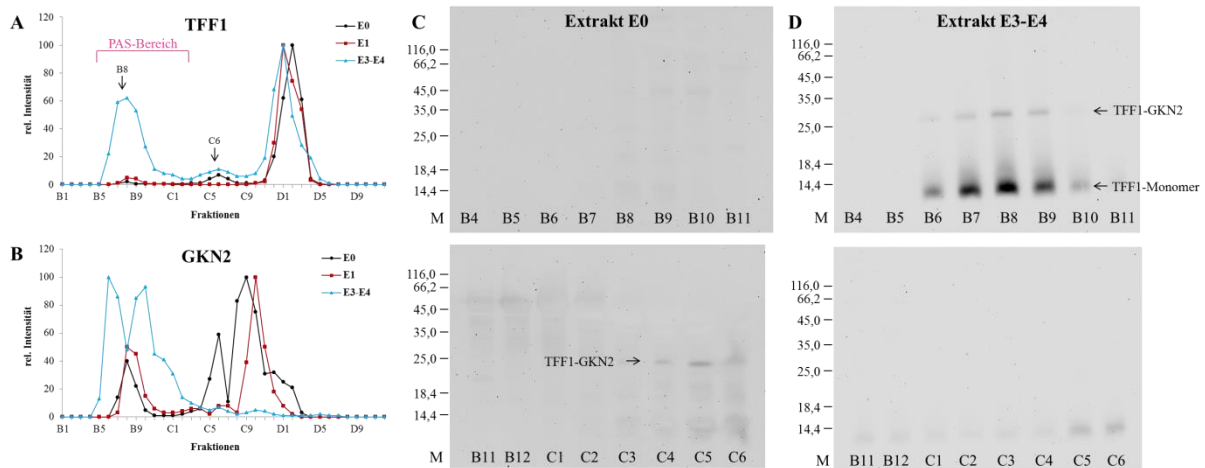 A
TFF1
PAS-Bereich
B8
C6
E0
E1
E3-E4
rel. Intensität
120
100
80
60
40
20
0
B1 B5 B9 C1 C5 C9 D1 D5 D9
Fraktionen
B
GKN2
E0
E1
E3-E4
rel. Intensität
120
100
80
60
40
20
0
B1 B5 B9 C1 C5 C9 D1 D5 D9
Fraktionen
C
Extrakt E0
116,0
66,2
45,0
35,0
25,0
18,4
14,4
M B4 B5 B6 B7 B8 B9 B10 B11
116,0
66,2
45,0
35,0
25,0
18,4
14,4
TFF1-GKN2
M B11 B12 C1 C2 C3 C4 C5 C6
D
Extrakt E3-E4
116,0
66,2
45,0
35,0
25,0
18,4
14,4
TFF1-GKN2
TFF1-Monomer
M B4 B5 B6 B7 B8 B9 B10 B11
116,0
66,2
45,0
35,0
25,0
18,4
14,4
M B11 B12 C1 C2 C3 C4 C5 C6